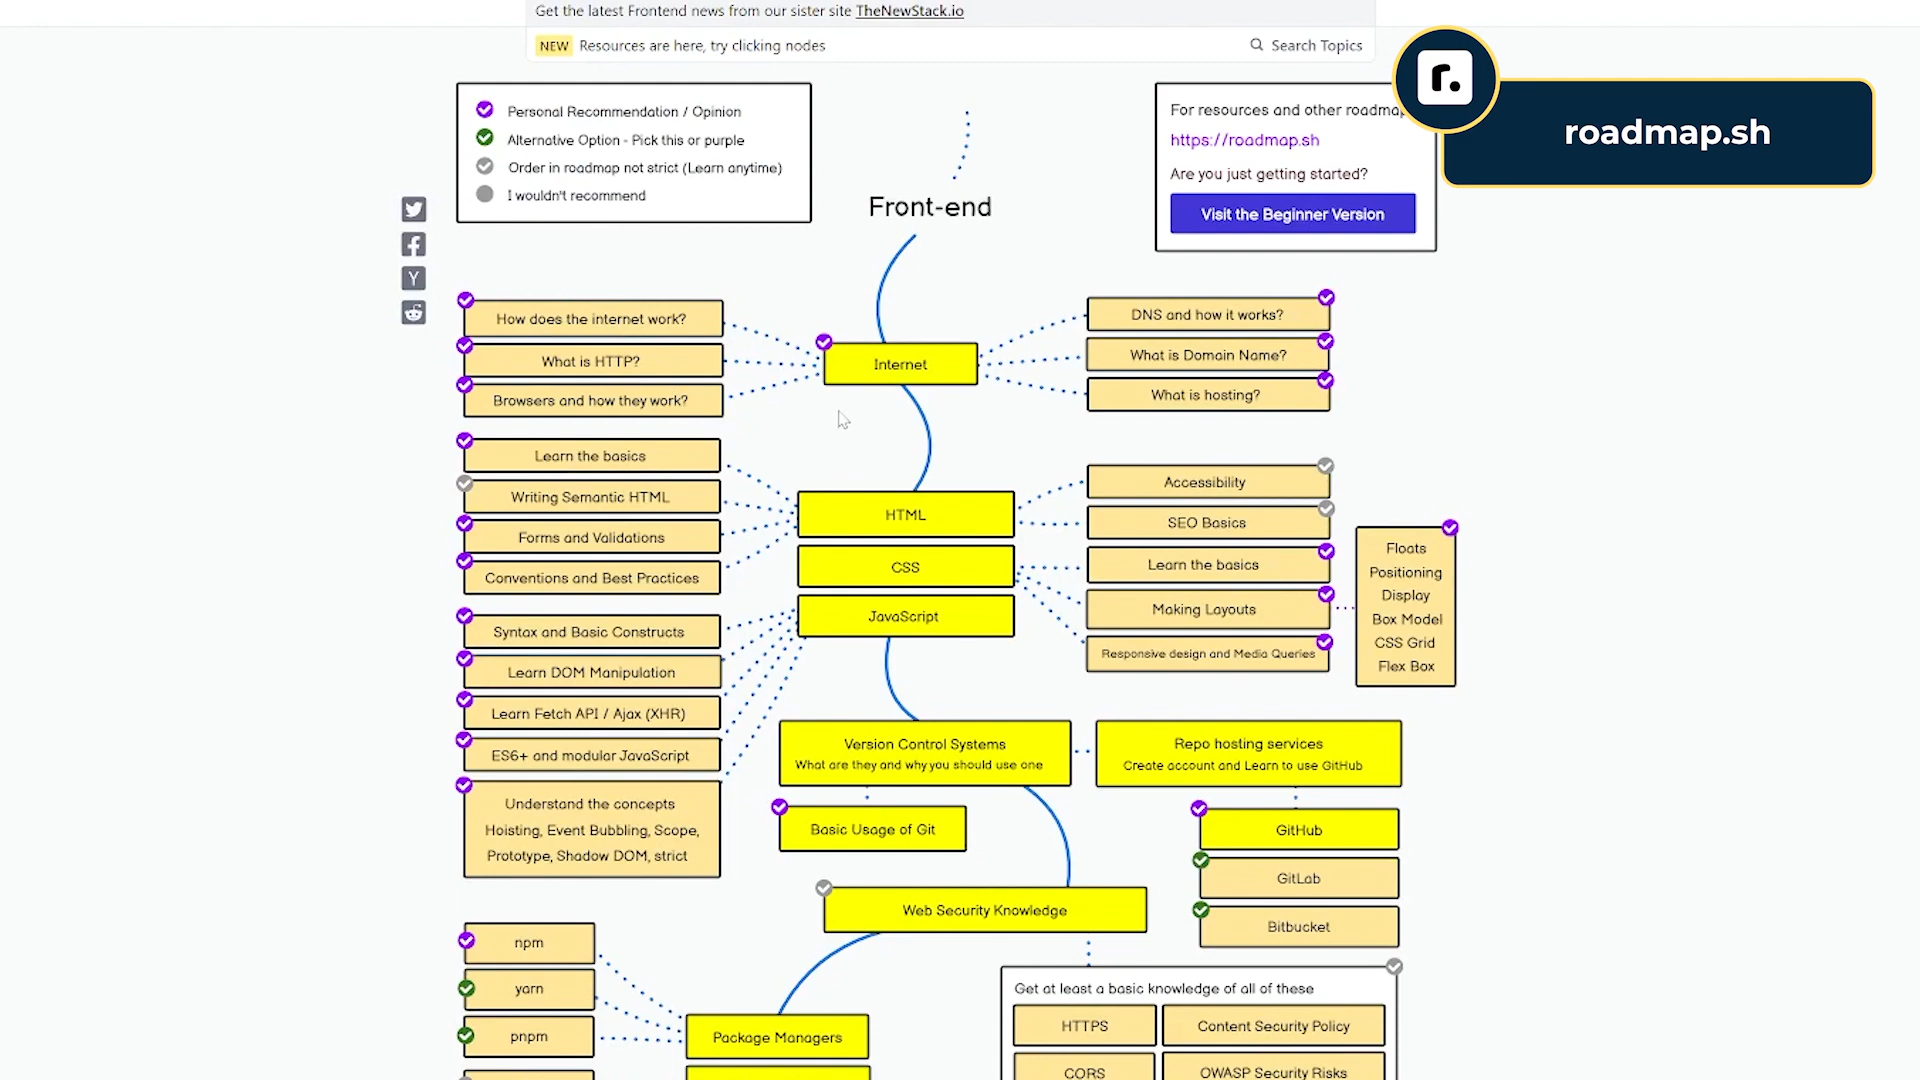 Get the latest Frontend news from our sister site TheNewStack.io
NEW Resources are here, try clicking nodes
Search Topics
Personal Recommendation / Opinion
Alternative Option - Pick this or purple
Order in roadmap not strict (Learn anytime)
I wouldn't recommend
For resources and other roadmap
https://roadmap.sh
Are you just getting started?
Visit the Beginner Version
r.
roadmap.sh
Front-end
How does the internet work?
What is HTTP?
Browsers and how they work?
Internet
DNS and how it works?
What is Domain Name?
What is hosting?
Learn the basics
Writing Semantic HTML
Forms and Validations
Conventions and Best Practices
HTML
CSS
JavaScript
Accessibility
SEO Basics
Learn the basics
Making Layouts
Responsive design and Media Queries
Floats
Positioning
Display
Box Model
CSS Grid
Flex Box
Syntax and Basic Constructs
Learn DOM Manipulation
Learn Fetch API / Ajax (XHR)
ES6+ and modular JavaScript
Understand the concepts
Hoisting, Event Bubbling, Scope,
Prototype, Shadow DOM, strict
Version Control Systems
What are they and why you should use one
Basic Usage of Git
Repo hosting services
Create account and Learn to use GitHub
GitHub
GitLab
Bitbucket
Web Security Knowledge
npm
yarn
pnpm
Package Managers
Get at least a basic knowledge of all of these
HTTPS
Content Security Policy
CORS
OWASP Security Risks